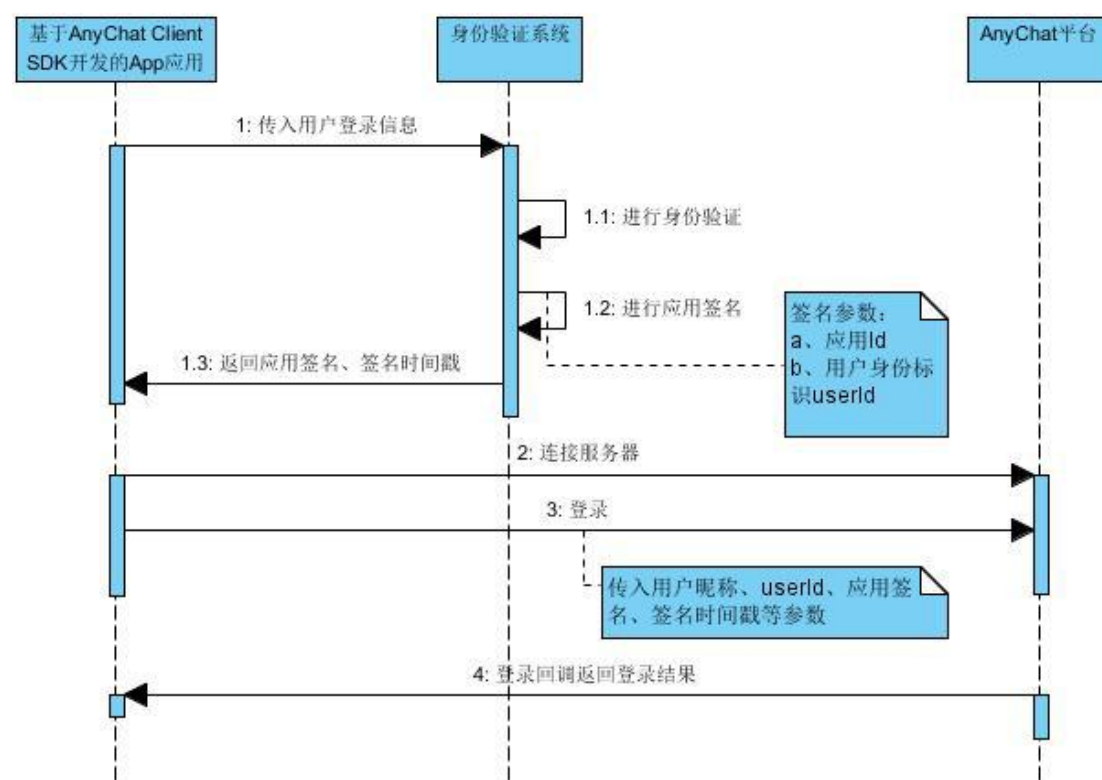 基于AnyChat Client
SDK开发的App应用
身份验证系统
AnyChat平台
1: 传入用户登录信息
1.1: 进行身份验证
1.2: 进行应用签名
签名参数：
a、应用Id
b、用户身份标
识userId
1.3: 返回应用签名、签名时间戳
2: 连接服务器
3: 登录
传入用户昵称、userId、应用签
名、签名时间戳等参数
4: 登录回调返回登录结果